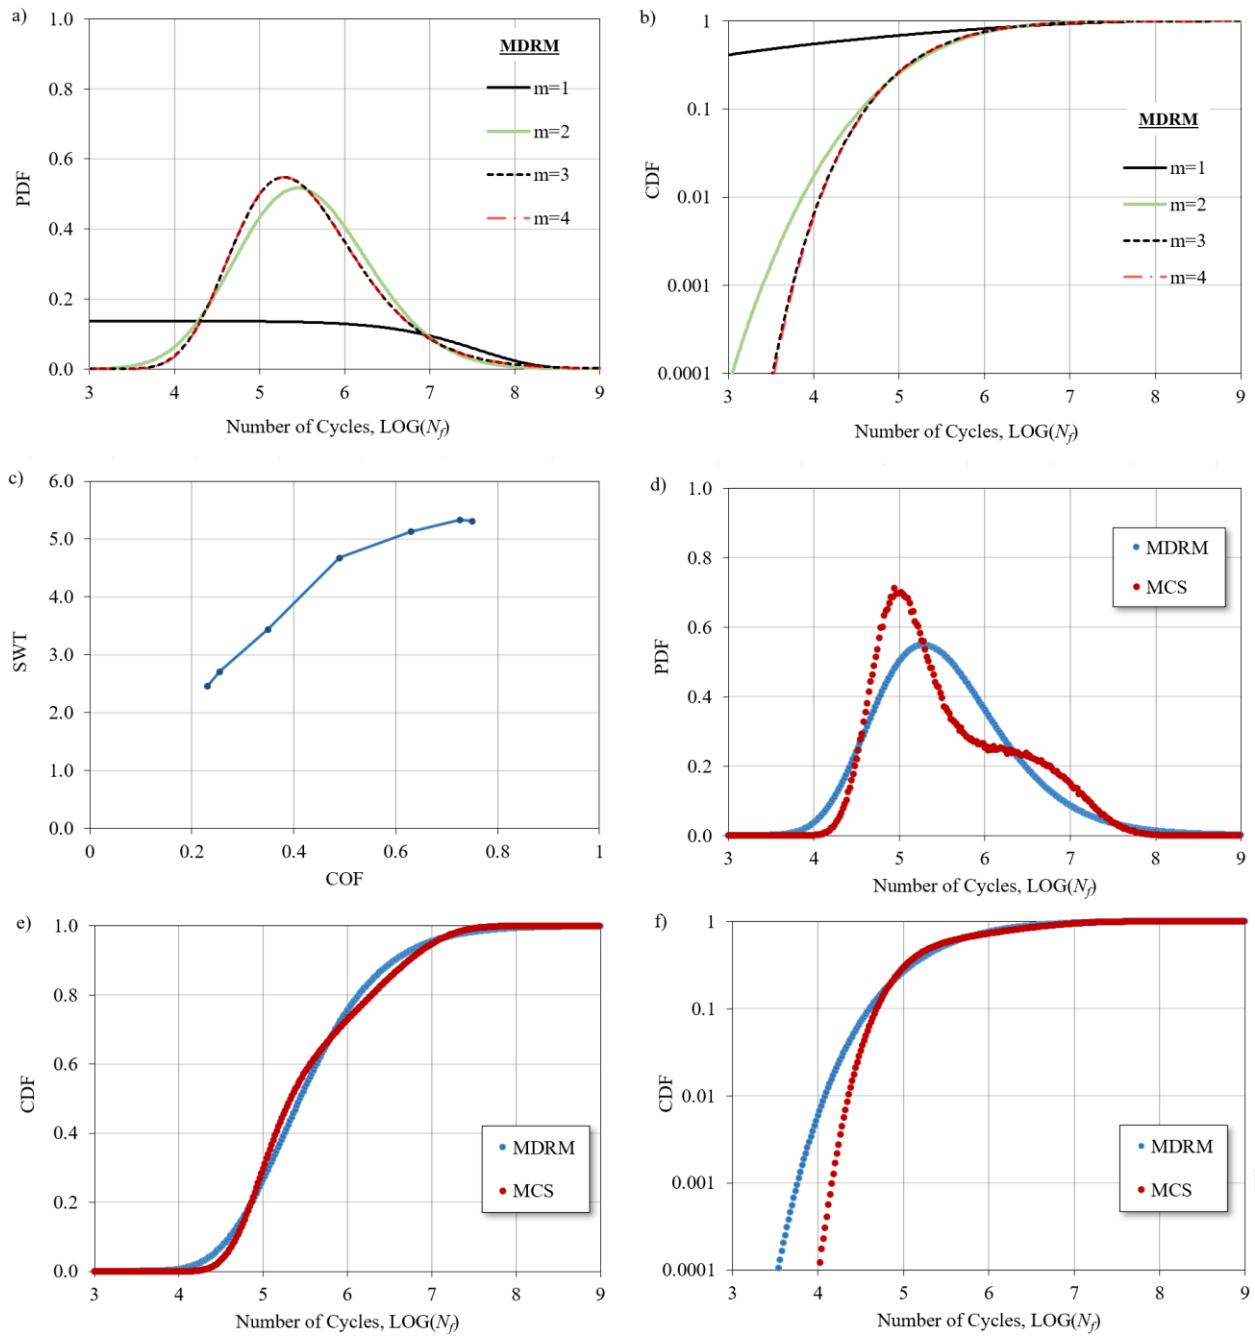 a)
1.0
0.8
0.6
0.4
0.2
0.0
PDF
MDRM
m=1
m=2
m=3
m=4
3 4 5 6 7 8 9
Number of Cycles, LOG(Nf)
b)
1
0.1
0.01
0.001
0.0001
CDF
MDRM
m=1
m=2
m=3
m=4
3 4 5 6 7 8 9
Number of Cycles, LOG(Nf)
c)
6.0
5.0
4.0
3.0
2.0
1.0
0.0
SWT
0 0.2 0.4 0.6 0.8 1
COF
d)
1.0
0.8
0.6
0.4
0.2
0.0
PDF
MDRM
MCS
3 4 5 6 7 8 9
Number of Cycles, LOG(Nf)
e)
1.0
0.8
0.6
0.4
0.2
0.0
CDF
MDRM
MCS
3 4 5 6 7 8 9
Number of Cycles, LOG(Nf)
f)
1
0.1
0.01
0.001
0.0001
CDF
MDRM
MCS
3 4 5 6 7 8 9
Number of Cycles, LOG(Nf)